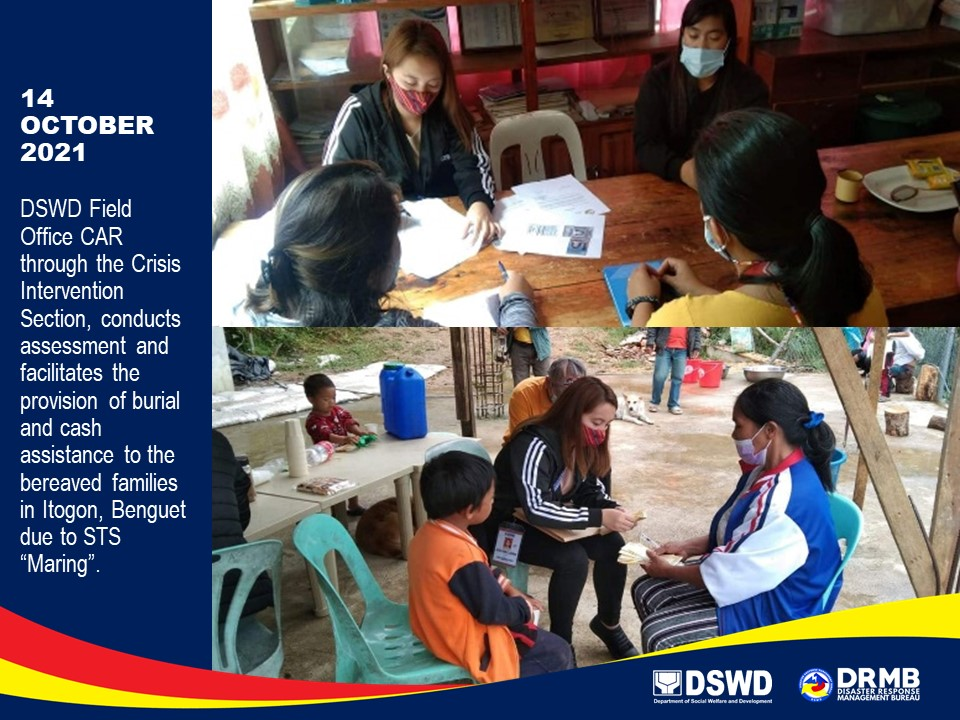 14
OCTOBER
2021
DSWD Field
Office CAR
through the Crisis
Intervention
Section, conducts
assessment and
facilitates the
provision of burial
and cash
assistance to the
bereaved families
in Itogon, Benguet
due to STS
“Maring”.
DSWD
Department of Social Welfare and Development
DRMB
DISASTER RESPONSE
MANAGEMENT BUREAU